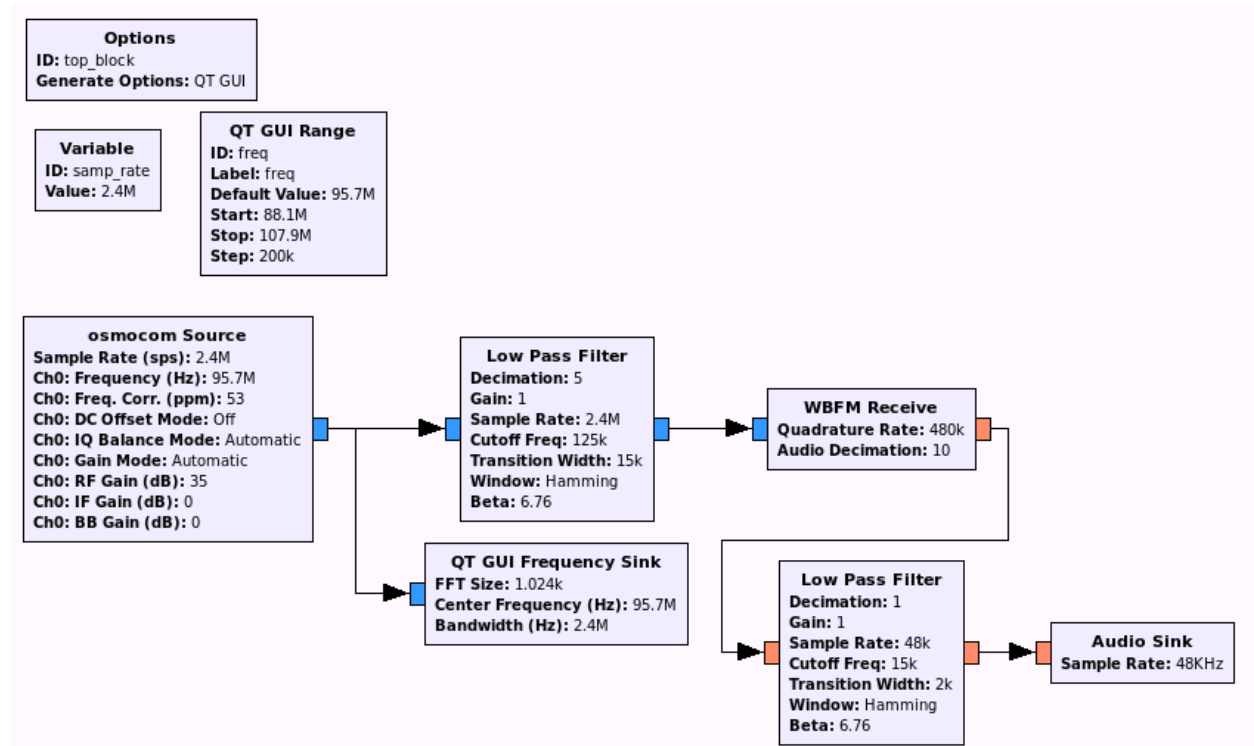 Options
ID: top_block
Generate Options: QT GUI
Variable
ID: samp_rate
Value: 2.4M
QT GUI Range
ID: freq
Label: freq
Default Value: 95.7M
Start: 88.1M
Stop: 107.9M
Step: 200k
osmocom Source
Sample Rate (sps): 2.4M
Ch0: Frequency (Hz): 95.7M
Ch0: Freq. Corr. (ppm): 53
Ch0: DC Offset Mode: Off
Ch0: IQ Balance Mode: Automatic
Ch0: Gain Mode: Automatic
Ch0: RF Gain (dB): 35
Ch0: IF Gain (dB): 0
Ch0: BB Gain (dB): 0
Low Pass Filter
Decimation: 5
Gain: 1
Sample Rate: 2.4M
Cutoff Freq: 125k
Transition Width: 15k
Window: Hamming
Beta: 6.76
WBFM Receive
Quadrature Rate: 480k
Audio Decimation: 10
QT GUI Frequency Sink
FFT Size: 1.024k
Center Frequency (Hz): 95.7M
Bandwidth (Hz): 2.4M
Low Pass Filter
Decimation: 1
Gain: 1
Sample Rate: 48k
Cutoff Freq: 15k
Transition Width: 2k
Window: Hamming
Beta: 6.76
Audio Sink
Sample Rate: 48KHz